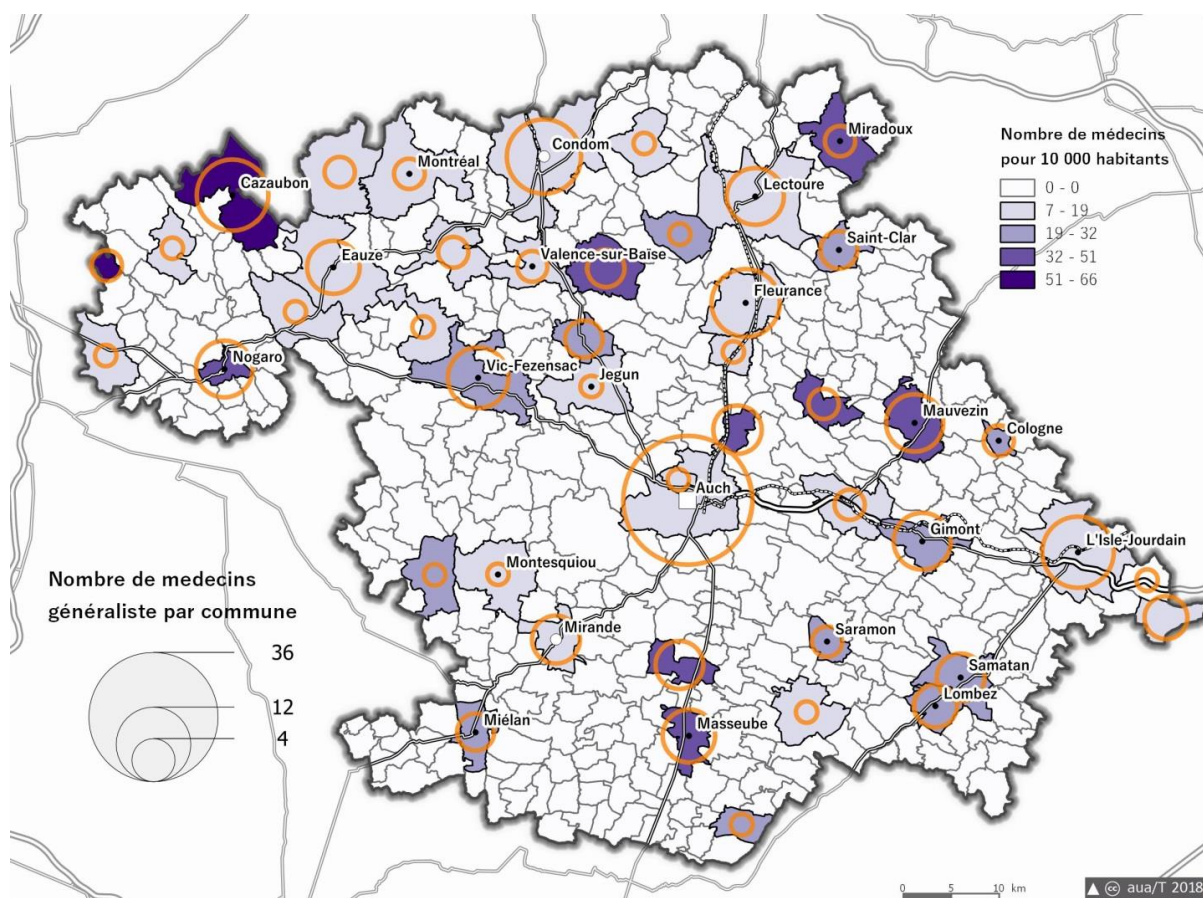 Miradoux
Condom
Montréal
Cazaubon
Lectoure
Saint-Clar
Valence-sur-Baïse
Eauze
Fleurance
Nogaro
Vic-Fezensac
Jegun
Mauvezin
Cologne
Auch
Gimont
L'Isle-Jourdain
Montesquiou
Mirande
Saramon
Samatan
Lombez
Miélan
Masseube
Nombre de médecins
pour 10 000 habitants
0 - 0
7 - 19
19 - 32
32 - 51
51 - 66
Nombre de medecins
généraliste par commune
36
12
4
0 5 10 km
cc aua/T 2018